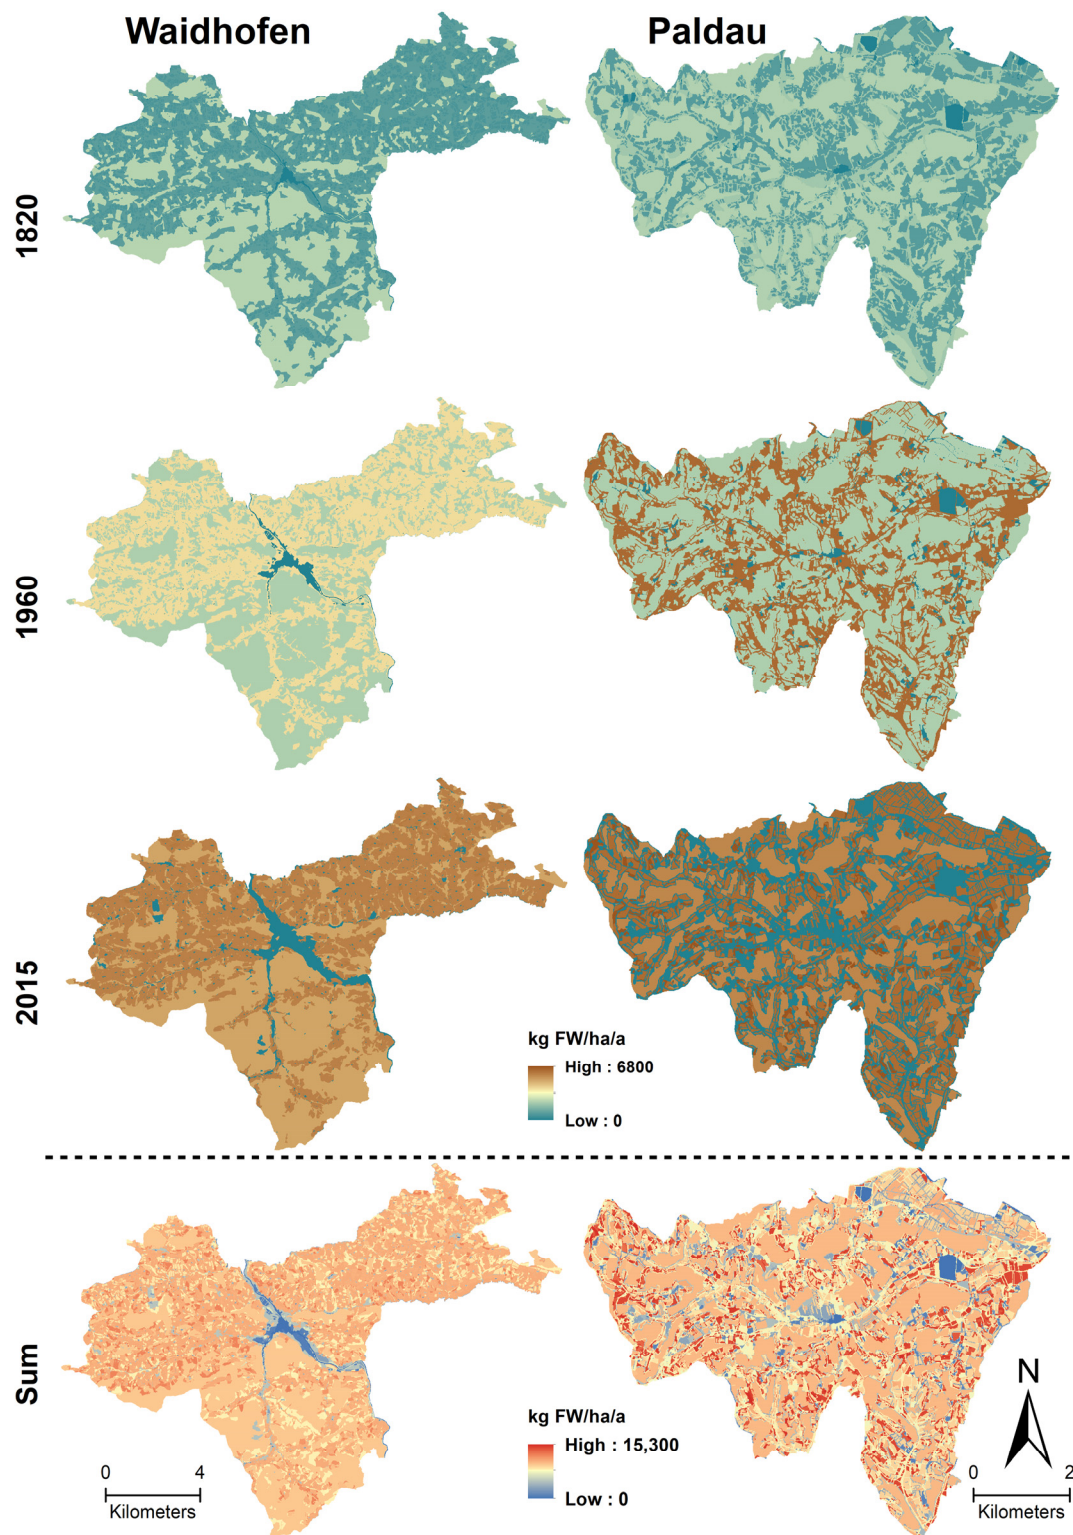 Waidhofen
Paldau
1820
1960
2015
kg FW/ha/a
High : 6800
Low : 0
Sum
kg FW/ha/a
High : 15,300
Low : 0
0 4
Kilometers
N
0 2
Kilometers